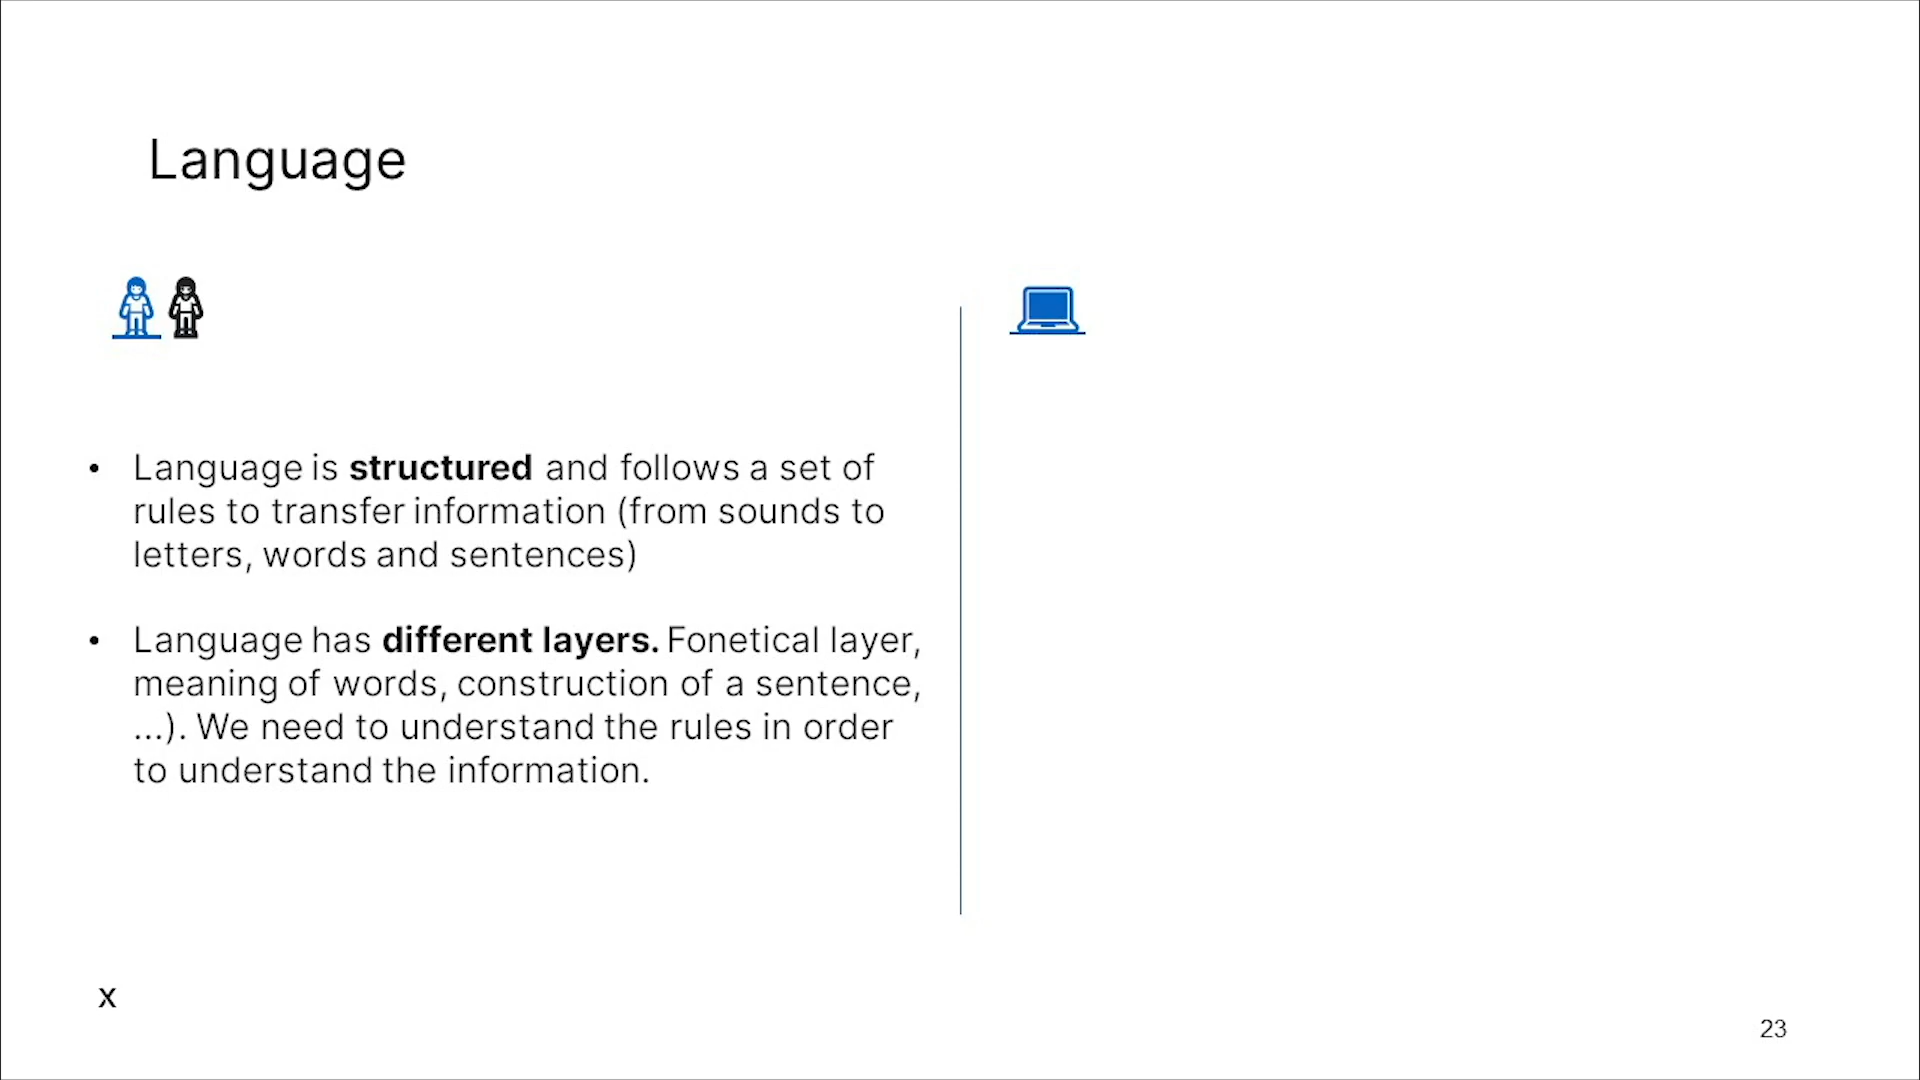 Language
• Language is structured and follows a set of
rules to transfer information (from sounds to
letters, words and sentences)
• Language has different layers. Fonetical layer,
meaning of words, construction of a sentence,
...). We need to understand the rules in order
to understand the information.
x
23